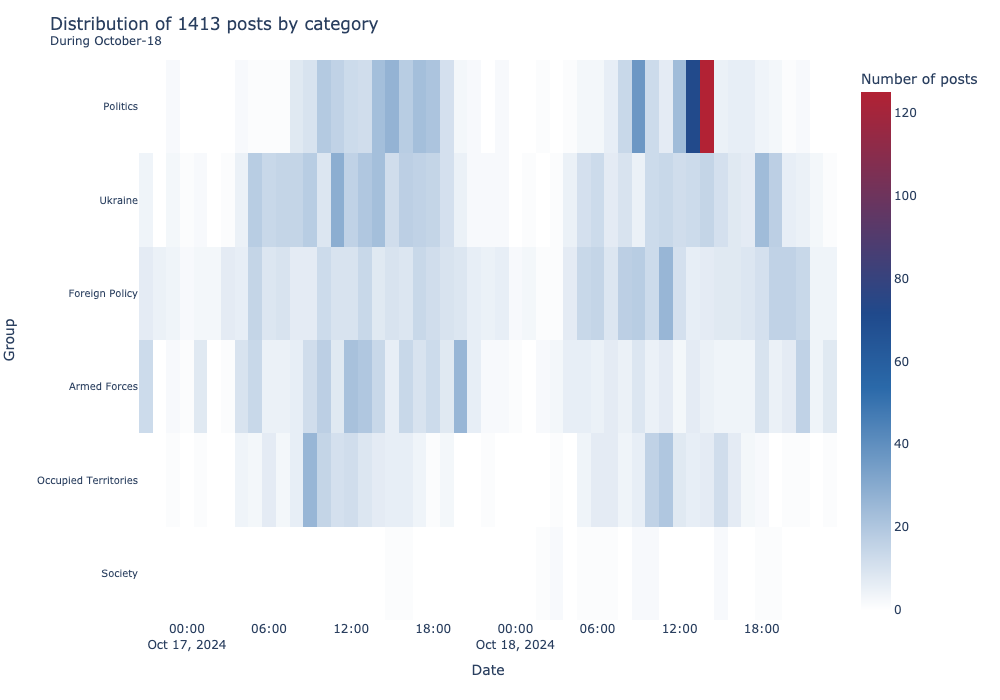 Distribution of 1413 posts by category
During October-18
Number of posts
120
100
80
60
40
20
0
Group
Politics
Ukraine
Foreign Policy
Armed Forces
Occupied Territories
Society
00:00 06:00 12:00 18:00 00:00 06:00 12:00 18:00
Oct 17, 2024 Oct 18, 2024
Date